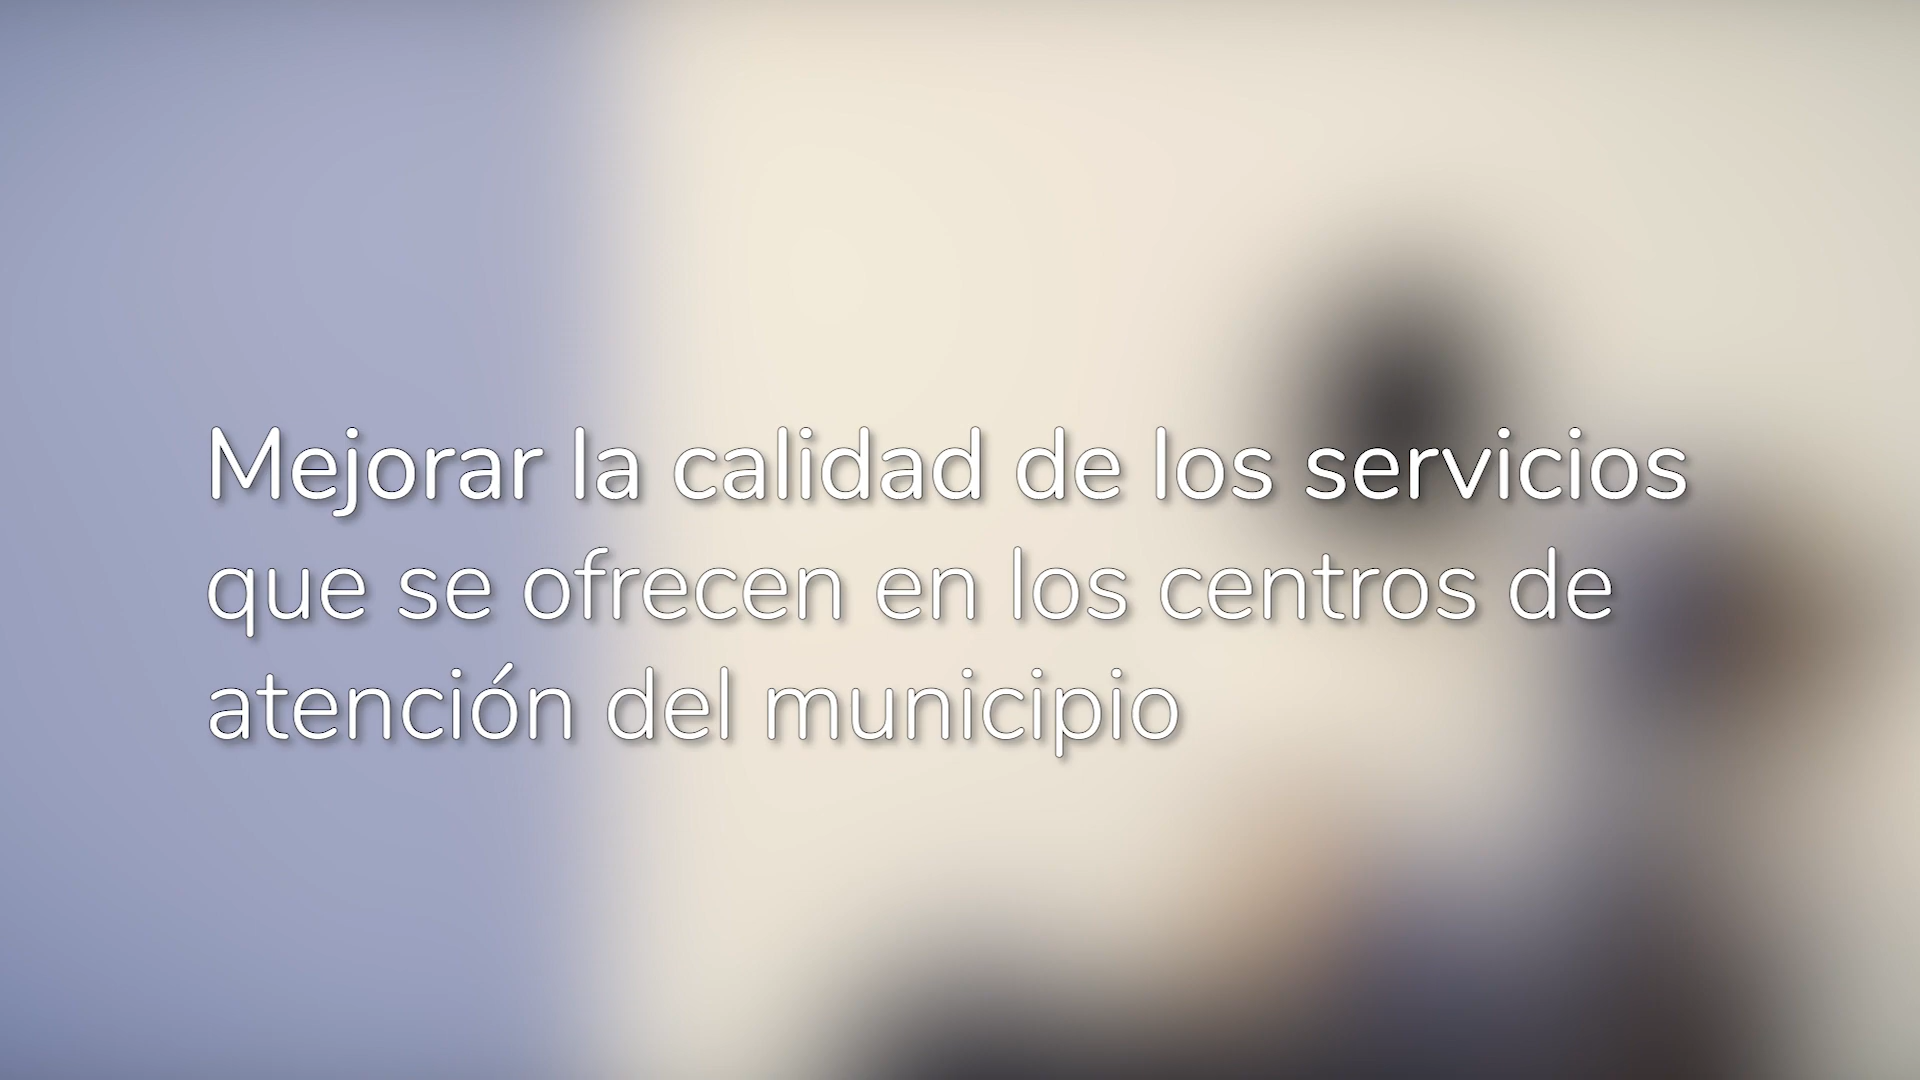 Mejorar la calidad de los servicios
que se ofrecen en los centros de
atención del municipio